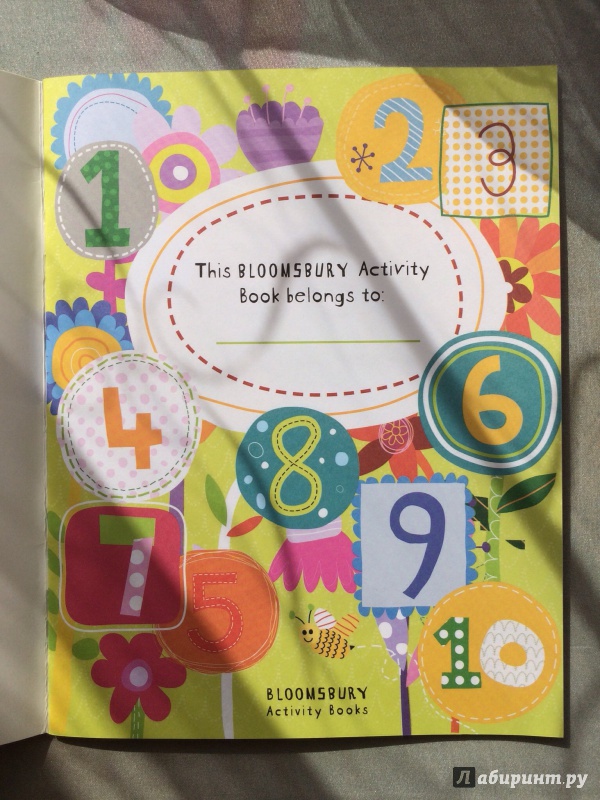 1
2
3
This BLOOMSBURY Activity
Book belongs to:
4
6
8
9
7
5
10
BLOOMSBURY
Activity Books
Лабиринт.ру